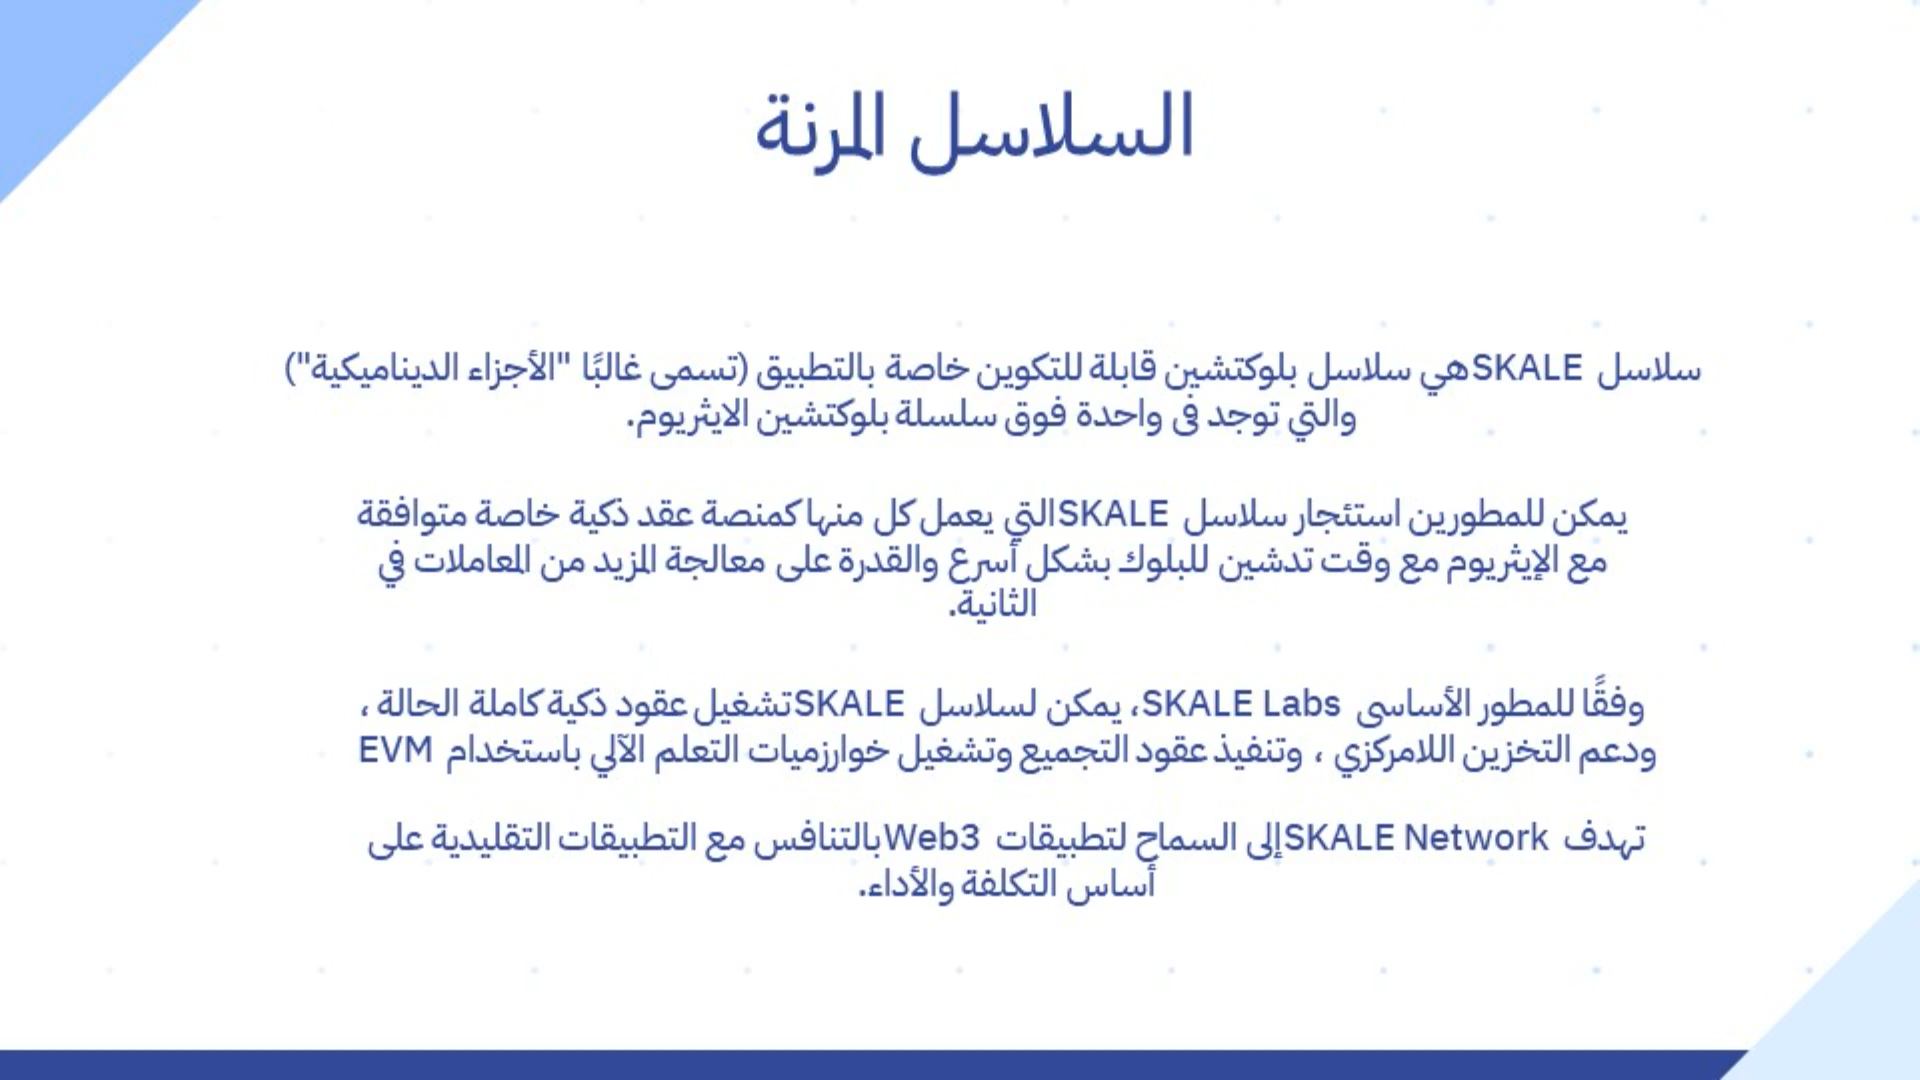 السلاسل المرنة
سلاسل SKALE هي سلاسل بلوكتشين قابلة للتكوين خاصة بالتطبيق (تسمى غالبًا "الأجزاء الديناميكية")
والتي توجد فى واحدة فوق سلسلة بلوكتشين الايثريوم.
يمكن للمطورين استئجار سلاسل SKALE التي يعمل كل منها كمنصة عقد ذكية خاصة متوافقة
مع الإيثريوم مع وقت تدشين للبلوك بشكل أسرع والقدرة على معالجة المزيد من المعاملات في
الثانية.
وفقًا للمطور الأساسى SKALE Labs، يمكن لسلاسل SKALE تشغيل عقود ذكية كاملة الحالة ،
ودعم التخزين اللامركزي ، وتنفيذ عقود التجميع وتشغيل خوارزميات التعلم الآلي باستخدام EVM
تهدف SKALE Network إلى السماح لتطبيقات Web3 بالتنافس مع التطبيقات التقليدية على
أساس التكلفة والأداء.